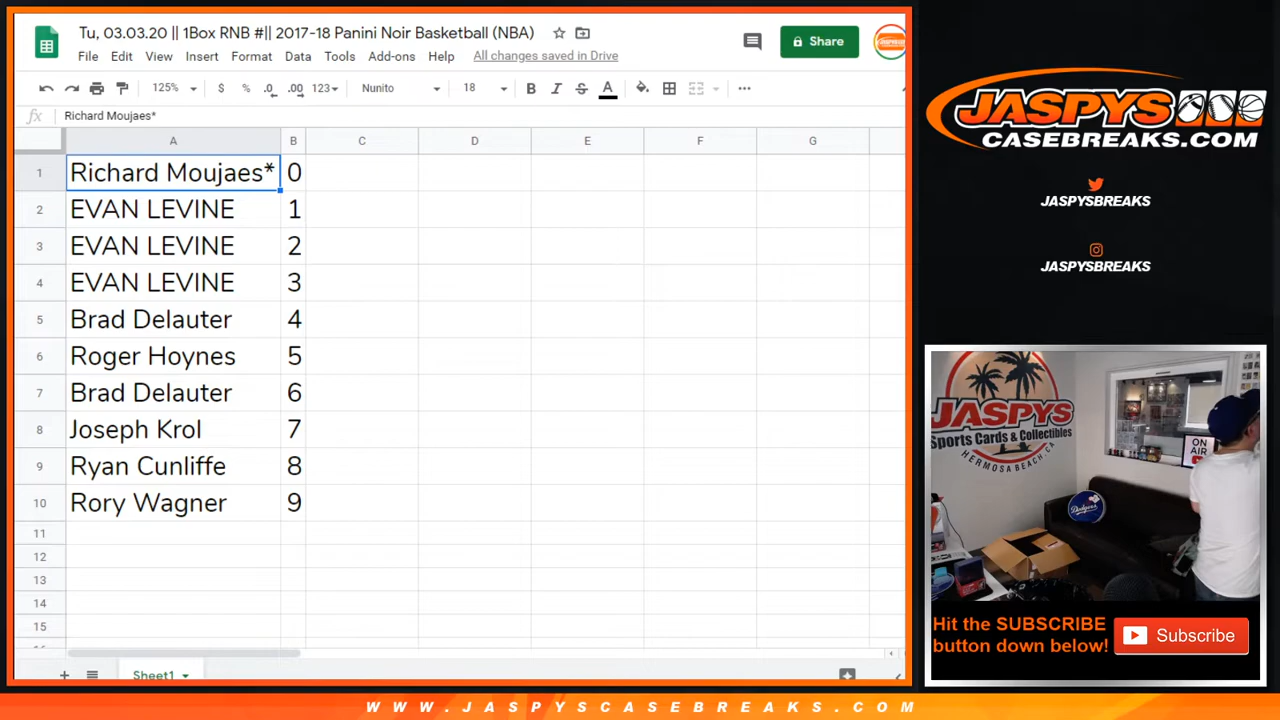 Tu, 03.03.20 || 1Box RNB #|| 2017-18 Panini Noir Basketball (NBA)
File Edit View Insert Format Data Tools Add-ons Help All changes saved in Drive
Share
125% $ % .0 .00 123 Nunito 18 B I S A
fx Richard Moujaes*
A B C D E F G
1 Richard Moujaes* 0
2 EVAN LEVINE 1
3 EVAN LEVINE 2
4 EVAN LEVINE 3
5 Brad Delauter 4
6 Roger Hoynes 5
7 Brad Delauter 6
8 Joseph Krol 7
9 Ryan Cunliffe 8
10 Rory Wagner 9
11
12
13
14
15
Sheet1
JASPYS
CASEBREAKS.COM
JASPYSBREAKS
JASPYSBREAKS
JASPYS
Sports Cards & Collectibles
HERMOSA BEACH, CA
ON AIR
Dodgers
Hit the SUBSCRIBE
button down below!
Subscribe
WWW.JASPYSCASEBREAKS.COM